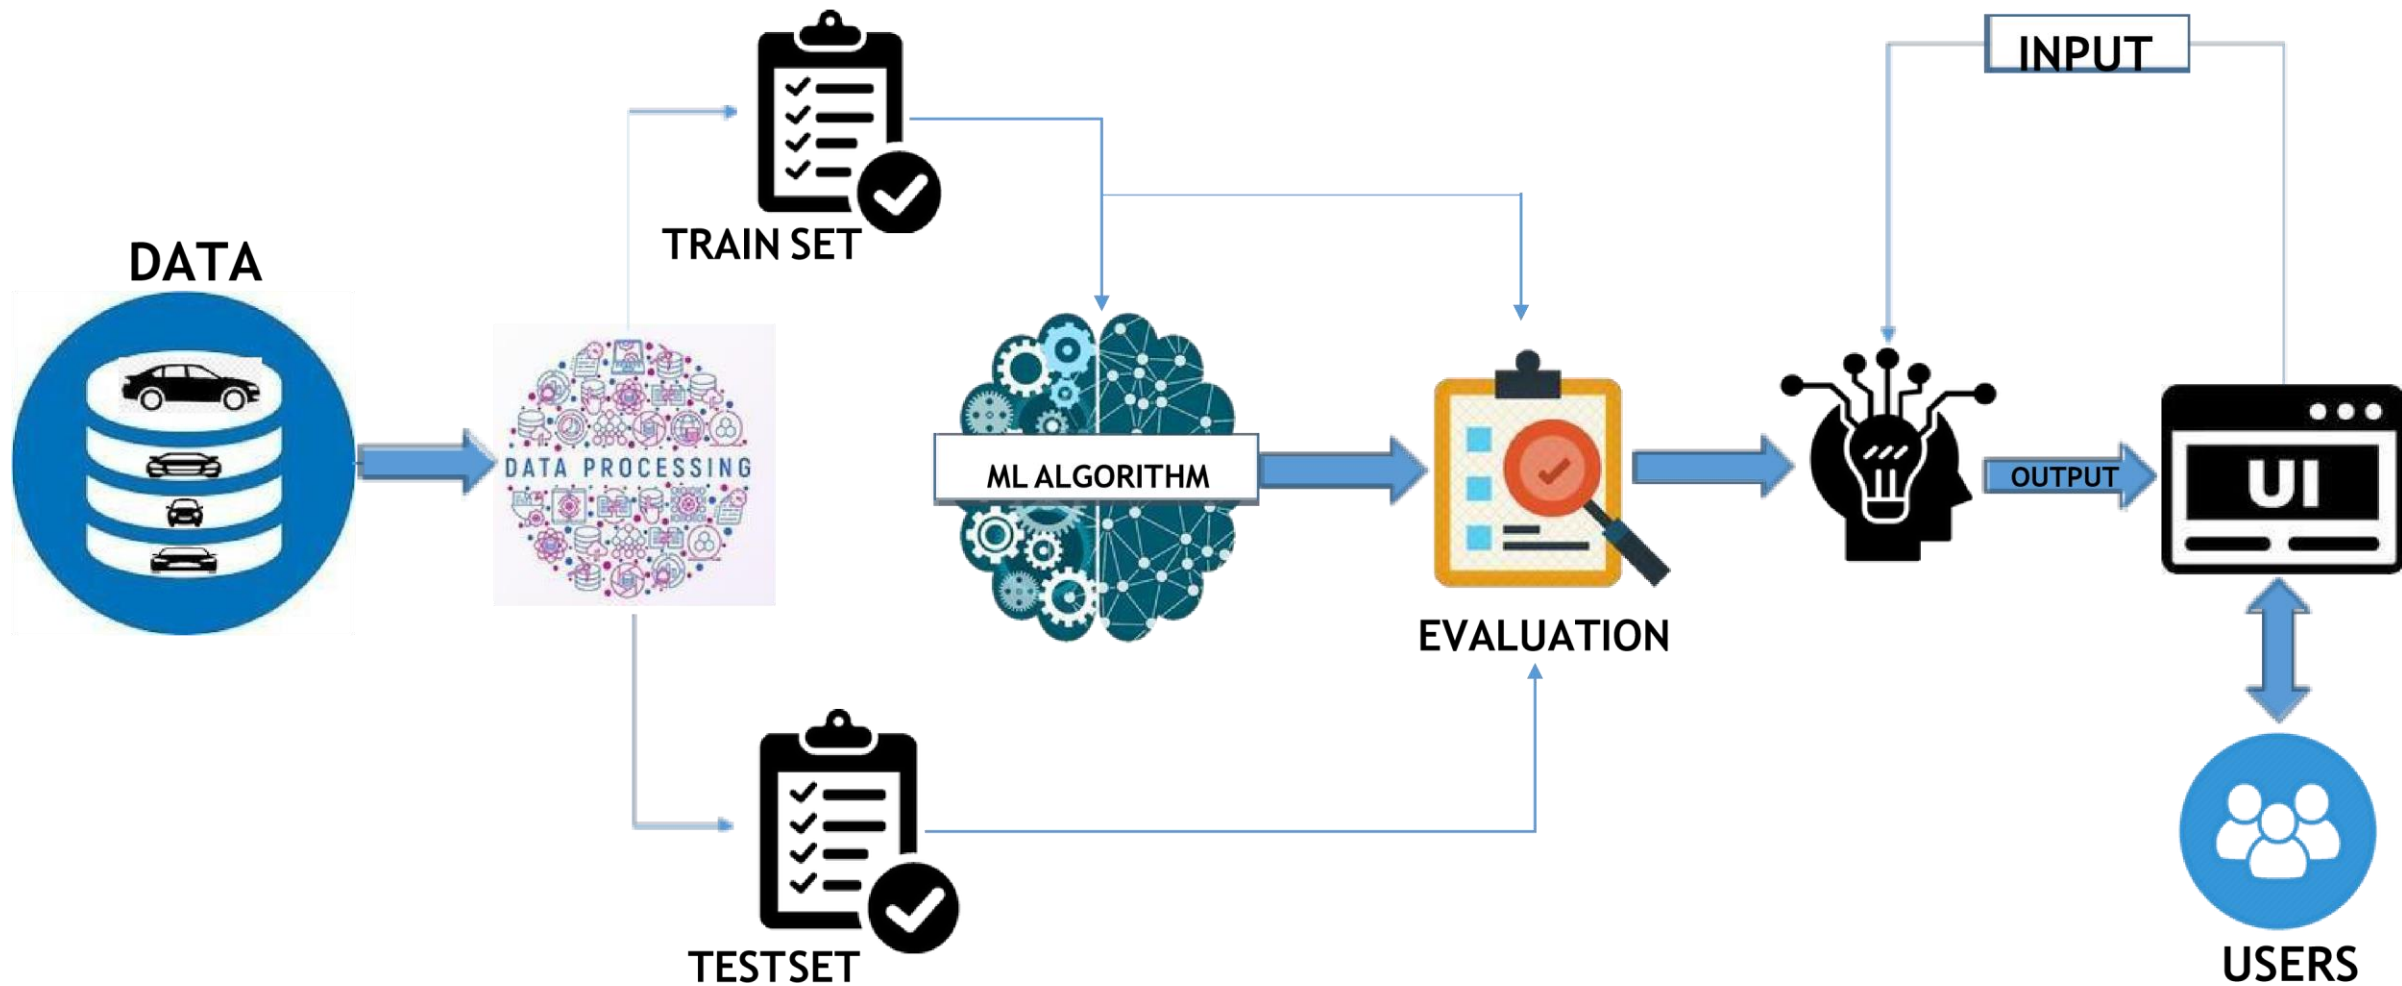 INPUT
TRAIN SET
DATA
DATA PROCESSING
ML ALGORITHM
OUTPUT
UI
EVALUATION
TESTSET
USERS